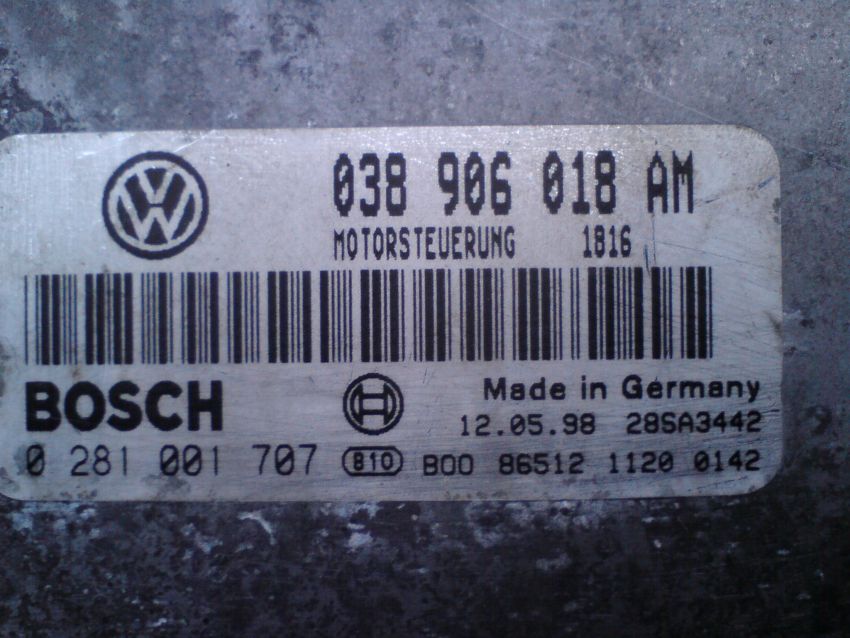 038 906 018 AM
MOTORSTEUERUNG 1816
BOSCH
Made in Germany
12.05.98 28SA3442
0 281 001 707 810 B00 86512 1120 0142